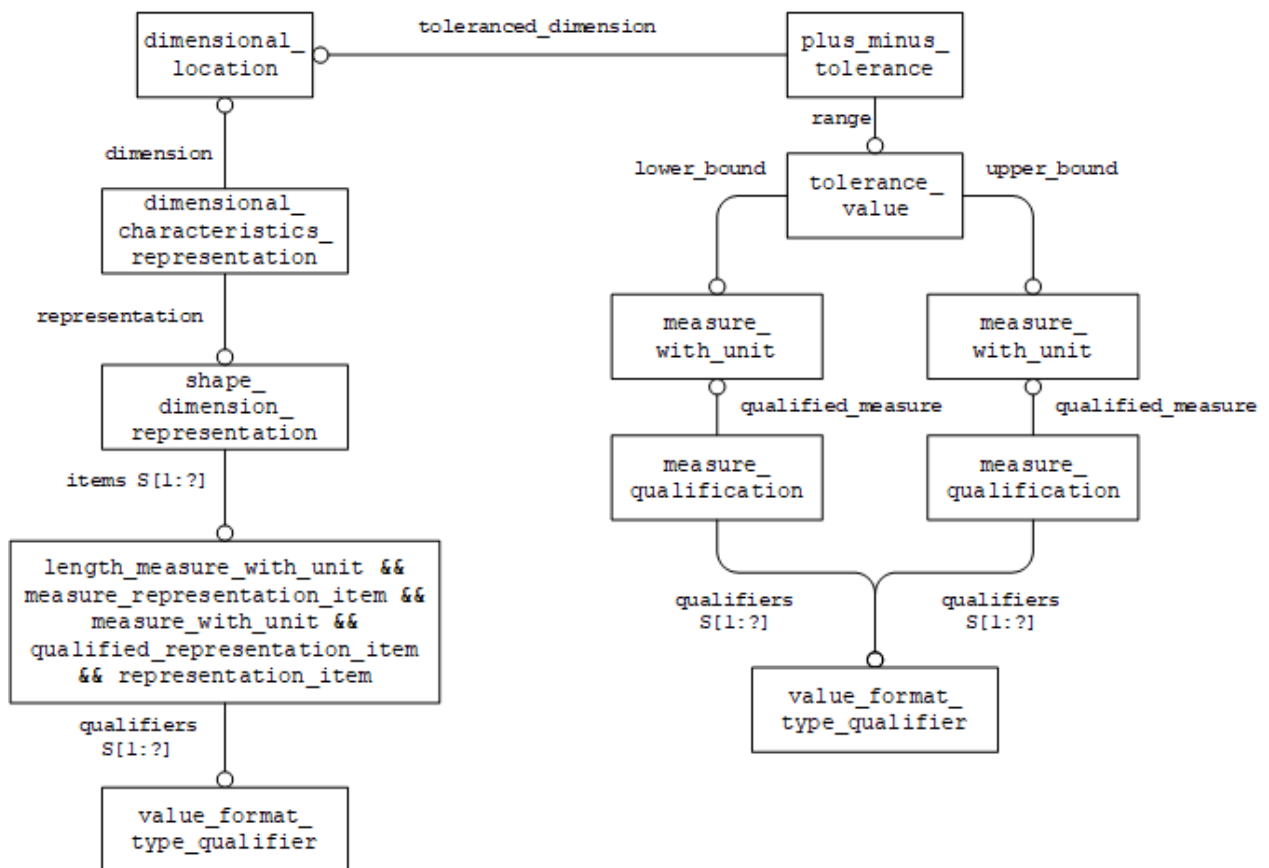 dimensional_
location
toleranced_dimension
plus_minus_
tolerance
range
dimension
lower_bound
tolerance_
value
upper_bound
dimensional_
characteristics_
representation
representation
measure_
with_unit
measure_
with_unit
shape_
dimension_
representation
qualified_measure
qualified_measure
items S[1:?]
measure_
qualification
measure_
qualification
length_measure_with_unit &&
measure_representation_item &&
measure_with_unit &&
qualified_representation_item
&& representation_item
qualifiers
S[1:?]
qualifiers
S[1:?]
value_format_
type_qualifier
qualifiers
S[1:?]
value_format_
type_qualifier